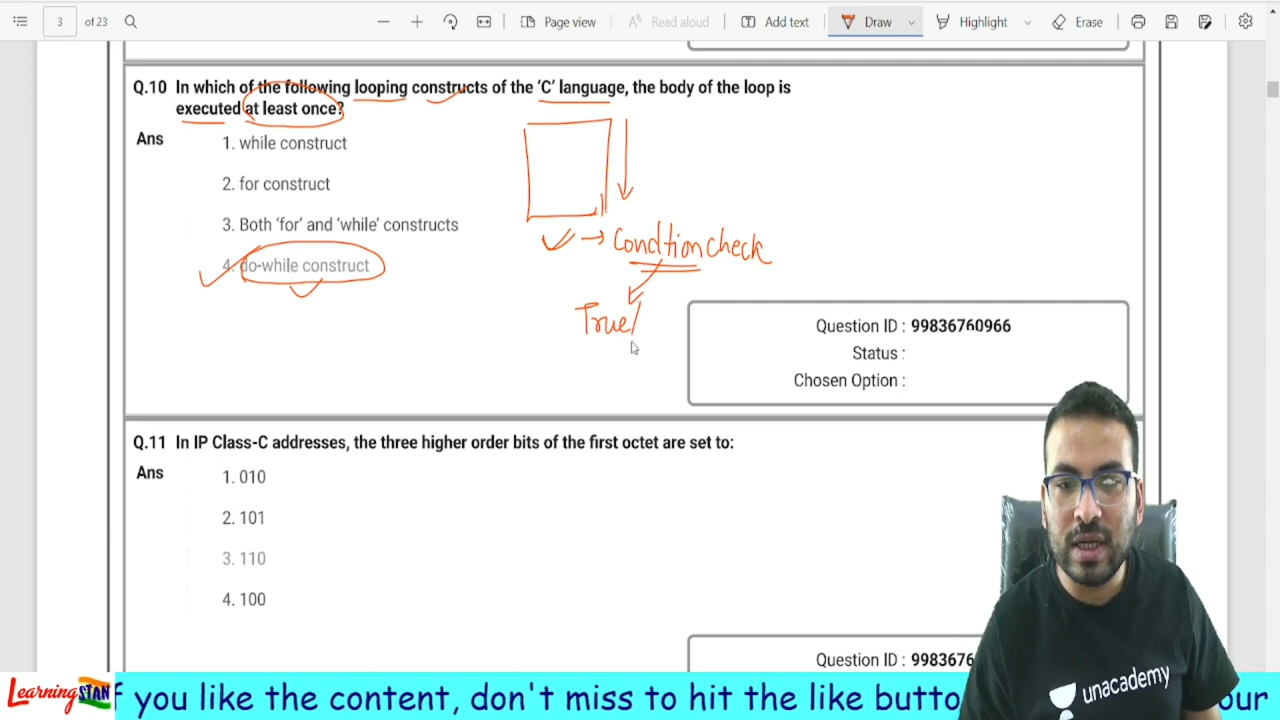 3 of 23 Page view Read aloud Add text Draw Highlight Erase
Q.10 In which of the following looping constructs of the ‘C’ language, the body of the loop is
executed at least once?
Ans
1. while construct
2. for construct
3. Both ‘for’ and ‘while’ constructs
4. do-while construct
Condtion check
True/
Question ID : 99836760966
Status :
Chosen Option :
Q.11 In IP Class-C addresses, the three higher order bits of the first octet are set to:
Ans
1. 010
2. 101
3. 110
4. 100
Question ID : 9983676
unacademy
Learning STAN
f you like the content, don't miss to hit the like butto our